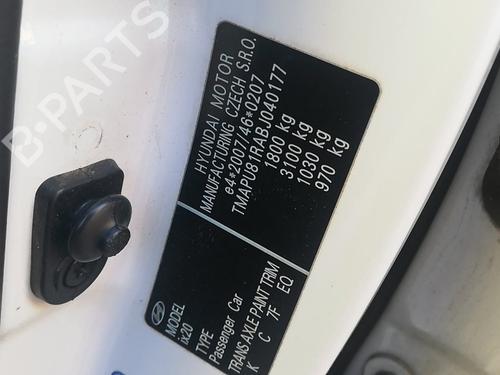 B-PARTS
HYUNDAI MOTOR
MANUFACTURING CZECH S.R.O.
e4*2007/46*0207
TMAPU81RABJ040177
1800 kg
3100 kg
1030 kg
970 kg
MODEL
ix20
TYPE
Passenger Car
TRANS AXLE PAINT TRIM
K C 7F EQ